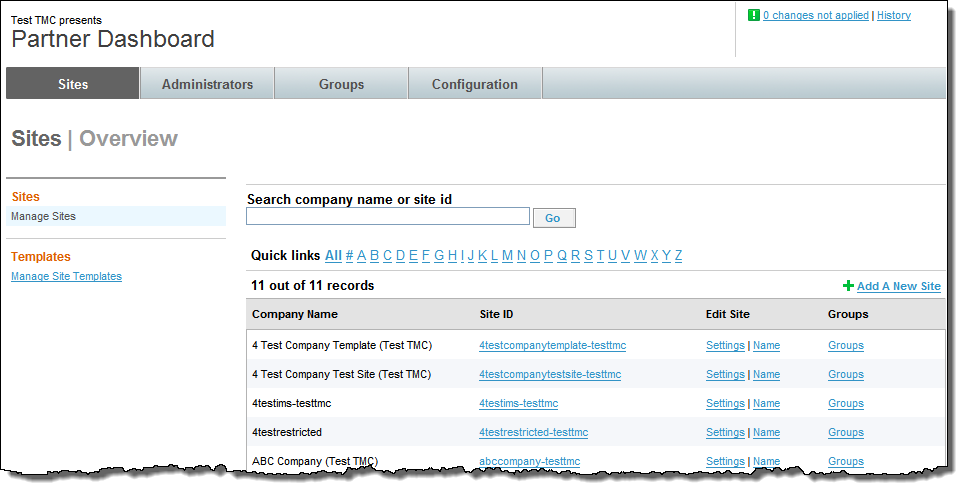 Test TMC presents
Partner Dashboard
! 0 changes not applied | History
Sites Administrators Groups Configuration
Sites | Overview
Sites
Manage Sites
Templates
Manage Site Templates
Search company name or site id
Go
Quick links All # A B C D E F G H I J K L M N O P Q R S T U V W X Y Z
11 out of 11 records
Add A New Site
Company Name Site ID Edit Site Groups
4 Test Company Template (Test TMC) 4testcompanytemplate-testtmc Settings | Name Groups
4 Test Company Test Site (Test TMC) 4testcompanytestsite-testtmc Settings | Name Groups
4testims-testtmc 4testims-testtmc Settings | Name Groups
4testrestricted 4testrestricted-testtmc Settings | Name Groups
ABC Company (Test TMC) abccompany-testtmc Settings | Name Groups